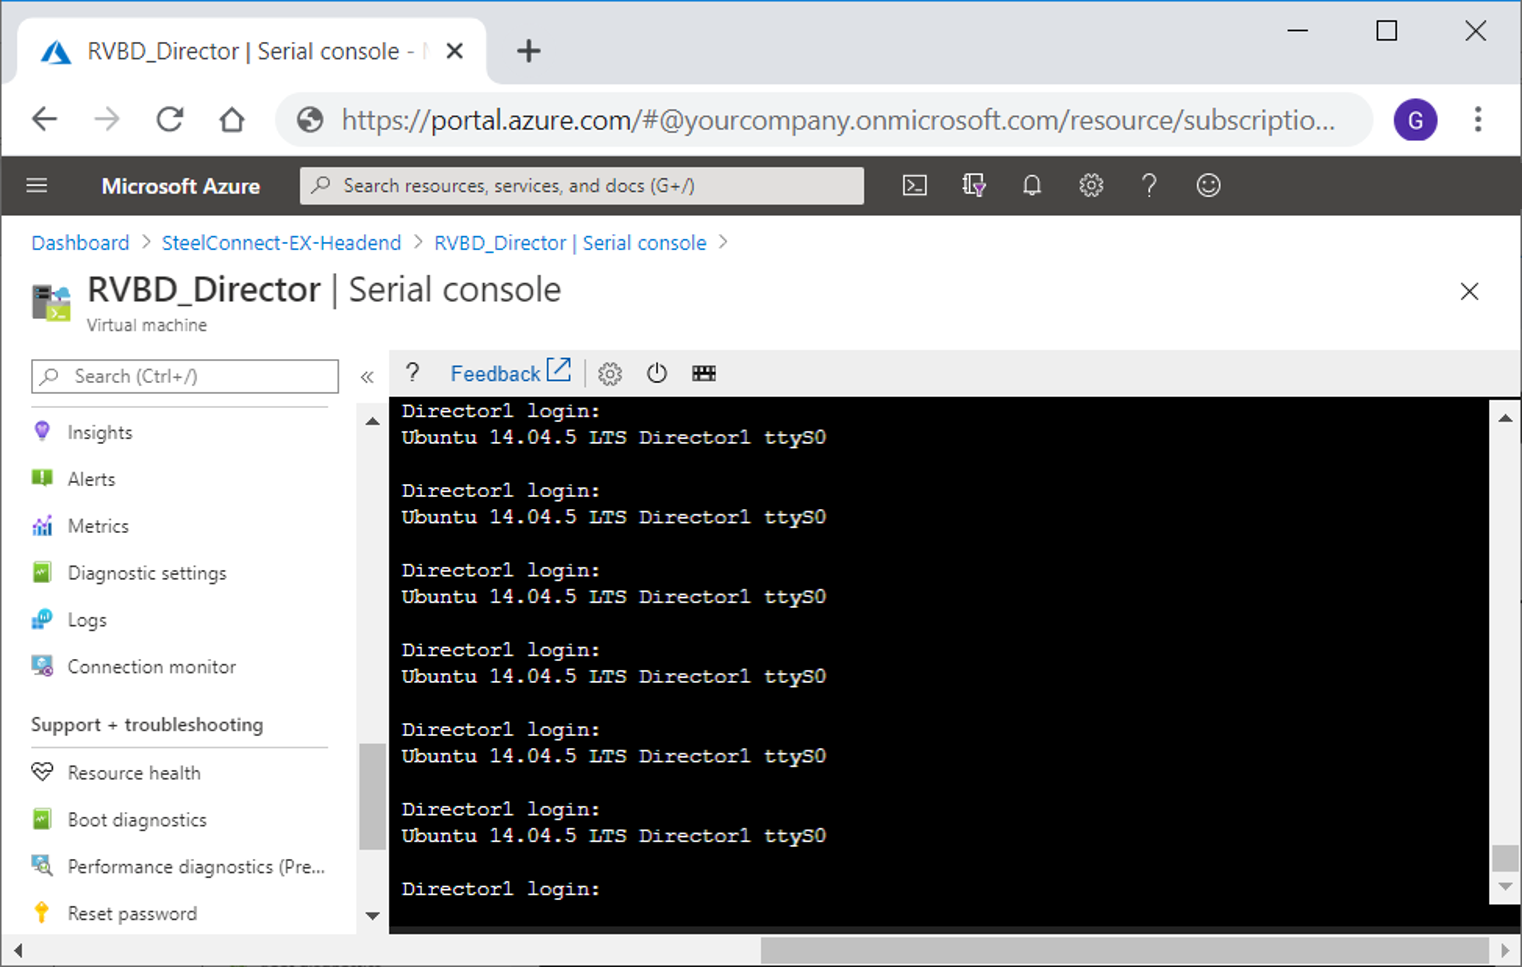 RVBD_Director | Serial console -
https://portal.azure.com/#@yourcompany.onmicrosoft.com/resource/subscriptio...
G
Microsoft Azure
Search resources, services, and docs (G+/)
Dashboard > SteelConnect-EX-Headend > RVBD_Director | Serial console >
RVBD_Director | Serial console
Virtual machine
Search (Ctrl+/)
«
? Feedback
Insights
Alerts
Metrics
Diagnostic settings
Logs
Connection monitor
Support + troubleshooting
Resource health
Boot diagnostics
Performance diagnostics (Pre...
Reset password
Director1 login:
Ubuntu 14.04.5 LTS Director1 ttyS0
Director1 login:
Ubuntu 14.04.5 LTS Director1 ttyS0
Director1 login:
Ubuntu 14.04.5 LTS Director1 ttyS0
Director1 login:
Ubuntu 14.04.5 LTS Director1 ttyS0
Director1 login:
Ubuntu 14.04.5 LTS Director1 ttyS0
Director1 login:
Ubuntu 14.04.5 LTS Director1 ttyS0
Director1 login: